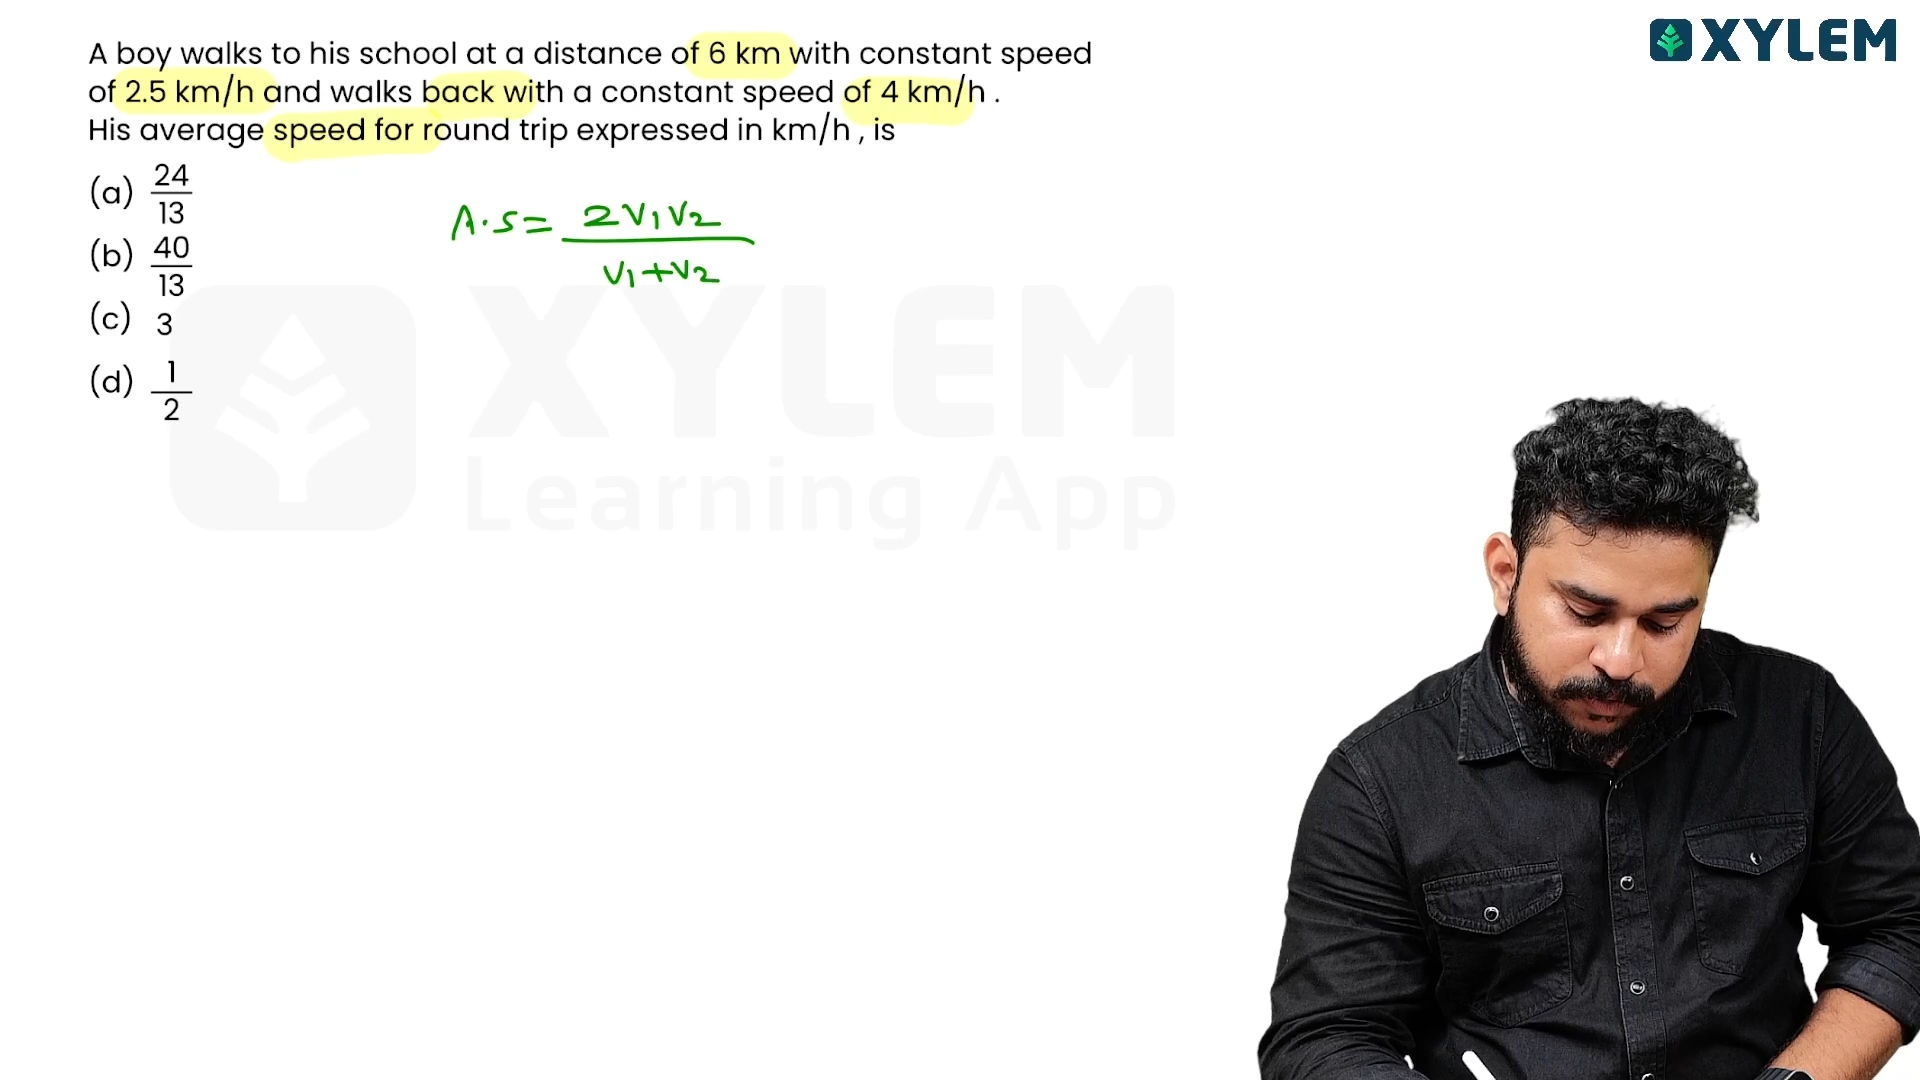 XYLEM
A boy walks to his school at a distance of 6 km with constant speed
of 2.5 km/h and walks back with a constant speed of 4 km/h .
His average speed for round trip expressed in km/h , is
(a) 24/13
(b) 40/13
(c) 3
(d) 1/2
A.S = 2V1V2
V1+V2
XYLEM
Learning App